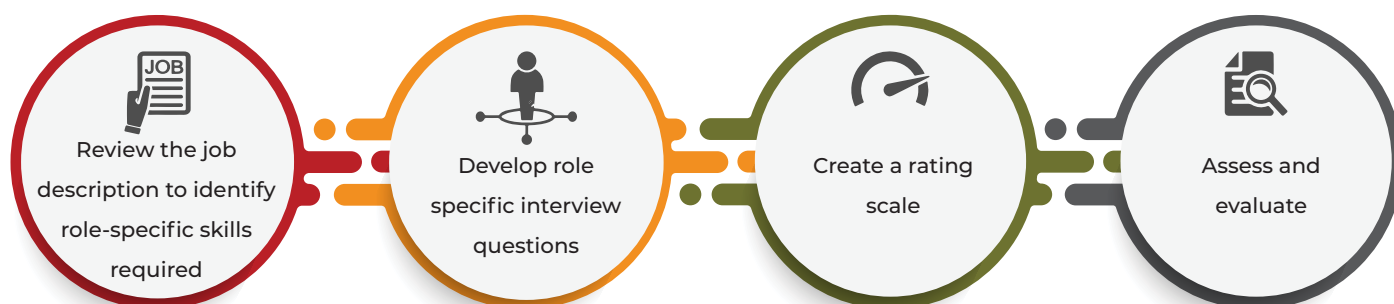 JOB
Review the job
description to identify
role-specific skills
required
Develop role
specific interview
questions
Create a rating
scale
Assess and
evaluate